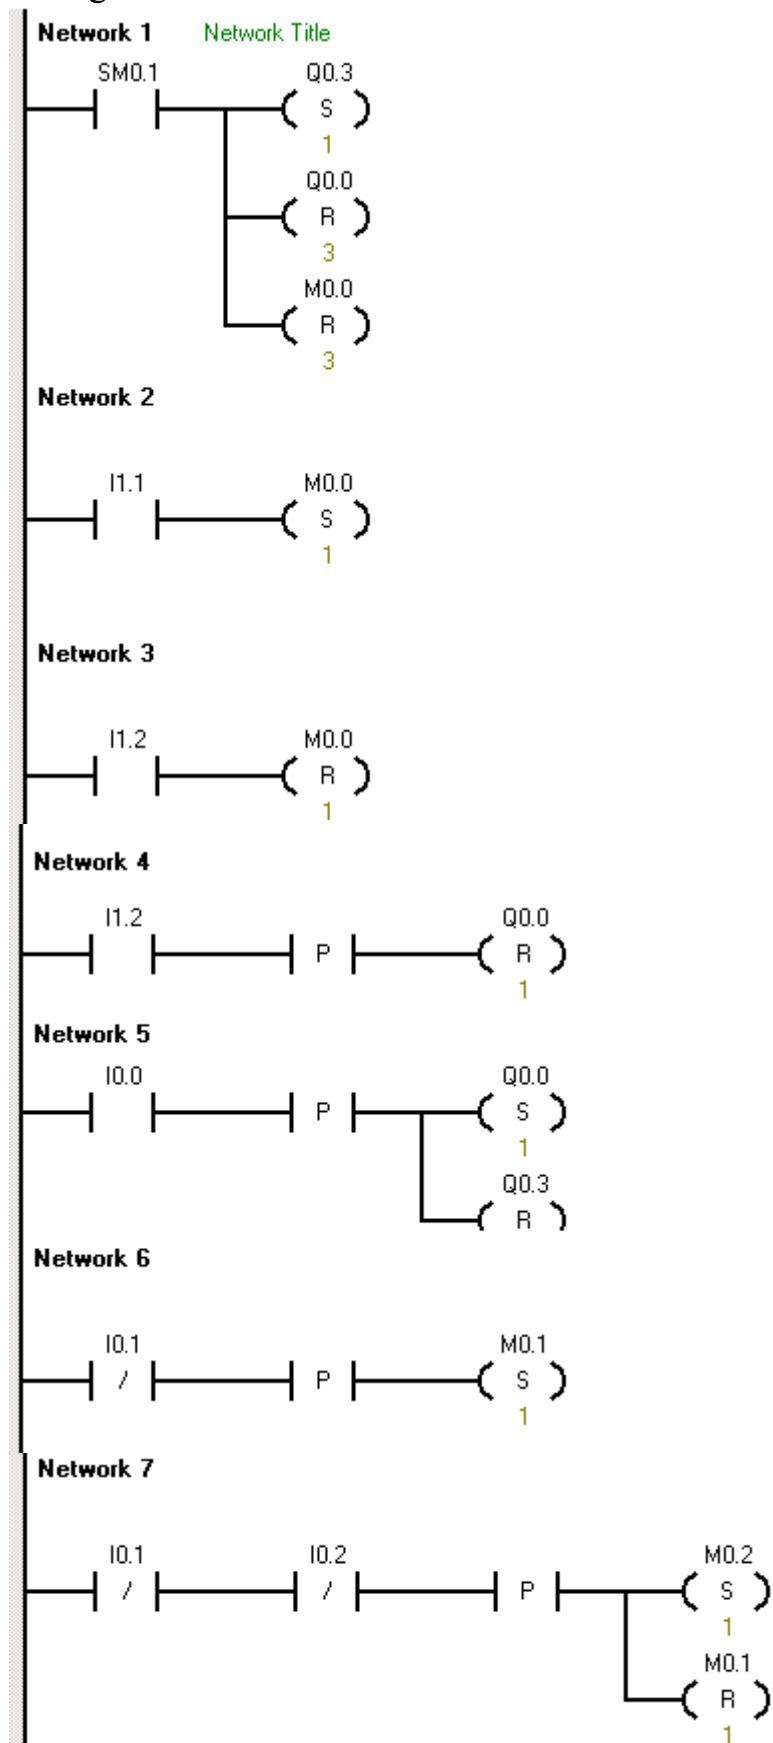 Network 1 Network Title
SM0.1 Q0.3
S
1
Q0.0
R
3
M0.0
R
3
Network 2
I1.1 M0.0
S
1
Network 3
I1.2 M0.0
R
1
Network 4
I1.2 Q0.0
P R
1
Network 5
I0.0 Q0.0
P S
1
Q0.3
R
Network 6
I0.1 M0.1
/ P S
1
Network 7
I0.1 I0.2 M0.2
/ / P S
1
M0.1
R
1